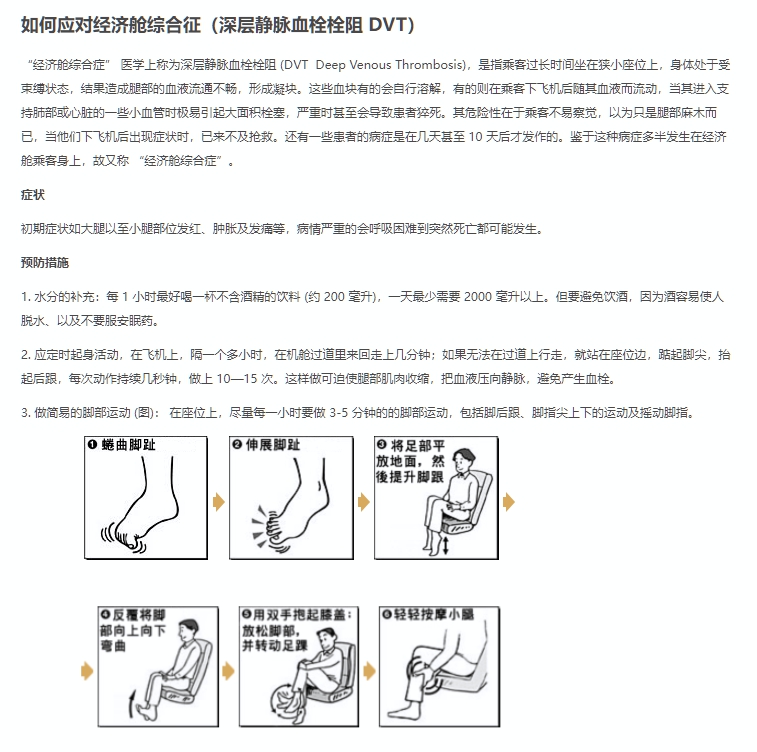 如何应对经济舱综合征（深层静脉血栓栓阻 DVT）
“经济舱综合症” 医学上称为深层静脉血栓栓阻 (DVT Deep Venous Thrombosis)，是指乘客过长时间坐在狭小座位上，身体处于受
束缚状态，结果造成腿部的血液流通不畅，形成凝块。这些血块有的会自行溶解，有的则在乘客下飞机后随其血液而流动，当其进入支
持肺部或心脏的一些小血管时极易引起大面积栓塞，严重时甚至会导致患者猝死。其危险性在于乘客不易察觉，以为只是腿部麻木而
已，当他们下飞机后出现症状时，已来不及抢救。还有一些患者的病症是在几天甚至 10 天后才发作的。鉴于这种病症多半发生在经济
舱乘客身上，故又称 “经济舱综合症”。
症状
初期症状如大腿以至小腿部位发红、肿胀及发痛等，病情严重的会呼吸困难到突然死亡都可能发生。
预防措施
1. 水分的补充：每 1 小时最好喝一杯不含酒精的饮料 (约 200 毫升)，一天最少需要 2000 毫升以上。但要避免饮酒，因为酒容易使人
脱水、以及不要服安眠药。
2. 应定时起身活动，在飞机上，隔一个多小时，在机舱过道里来回走上几分钟；如果无法在过道上行走，就站在座位边，踮起脚尖，抬
起后跟，每次动作持续几秒钟，做上 10—15 次。这样做可迫使腿部肌肉收缩，把血液压向静脉，避免产生血栓。
3. 做简易的脚部运动 (图)： 在座位上，尽量每一小时要做 3-5 分钟的的脚部运动，包括脚后跟、脚指尖上下的运动及摇动脚指。
❶ 蜷曲脚趾
❷ 伸展脚趾
❸ 将足部平
放地面，然
後提升脚跟
❹ 反覆将脚
部向上向下
弯曲
❺ 用双手抱起膝盖：
放松脚部，
并转动足踝
❻ 轻轻按摩小腿